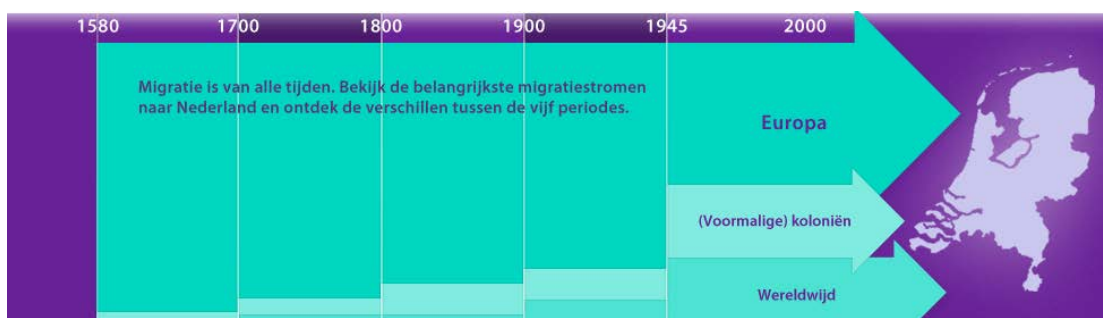 1580 1700 1800 1900 1945 2000
Migratie is van alle tijden. Bekijk de belangrijkste migratiestromen
naar Nederland en ontdek de verschillen tussen de vijf periodes.
Europa
(Voormalige) koloniën
Wereldwijd